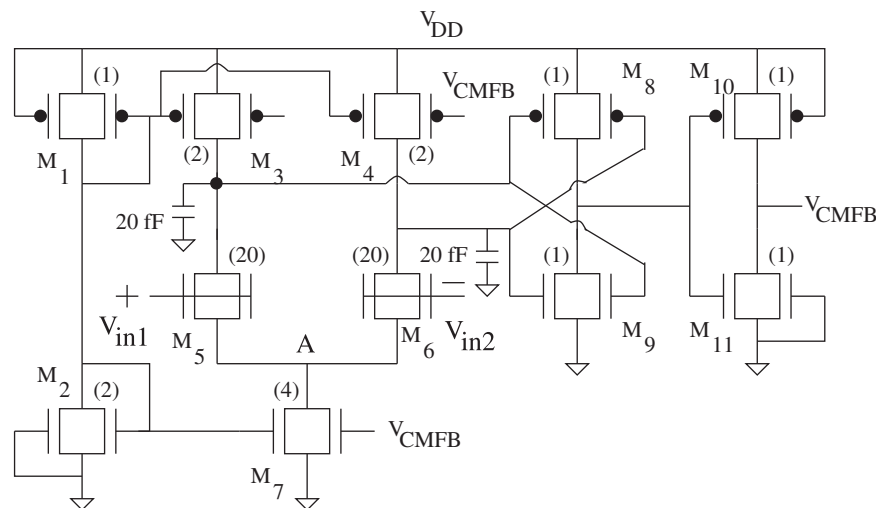 V_DD
(1) (1) M_8 M_10 (1)
V_CMFB
M_1 (2) M_3 M_4 (2)
20 fF V_CMFB
(20) (20) 20 fF (1) (1)
+ −
V_in1 M_5 A M_6 V_in2 M_9 M_11
M_2 (2) (4)
V_CMFB
M_7